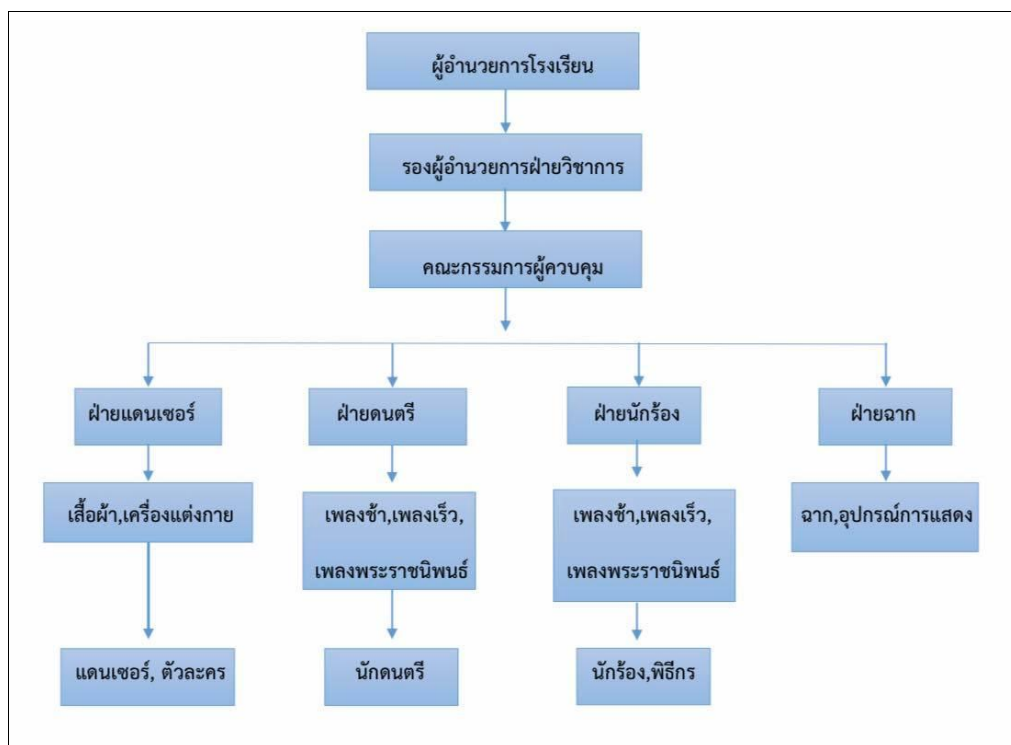 ผู้อำนวยการโรงเรียน
รองผู้อำนวยการฝ่ายวิชาการ
คณะกรรมการผู้ควบคุม
ฝ่ายแดนเซอร์
ฝ่ายดนตรี
ฝ่ายนักร้อง
ฝ่ายฉาก
เสื้อผ้า,เครื่องแต่งกาย
เพลงช้า,เพลงเร็ว,
เพลงพระราชนิพนธ์
เพลงช้า,เพลงเร็ว,
เพลงพระราชนิพนธ์
ฉาก,อุปกรณ์การแสดง
แดนเซอร์, ตัวละคร
นักดนตรี
นักร้อง,พิธีกร